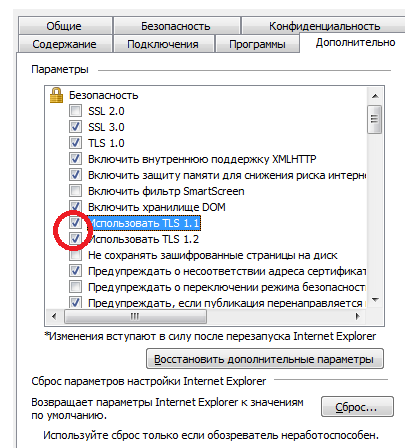 Общие Безопасность Конфиденциальность
Содержание Подключения Программы Дополнительно
Параметры
Безопасность
SSL 2.0
SSL 3.0
TLS 1.0
Включить внутреннюю поддержку XMLHTTP
Включить защиту памяти для снижения риска интерн
Включить фильтр SmartScreen
Включить хранилище DOM
Использовать TLS 1.1
Использовать TLS 1.2
Не сохранять зашифрованные страницы на диск
Предупреждать о несоответствии адреса сертификат
Предупреждать о переключении режима безопасност
Предупреждать, если публикация перенаправляется
*Изменения вступают в силу после перезапуска Internet Explorer
Восстановить дополнительные параметры
Сброс параметров настройки Internet Explorer
Возвращает параметры Internet Explorer к значениям
по умолчанию.
Сброс...
Используйте сброс только если обозреватель неработоспособен.